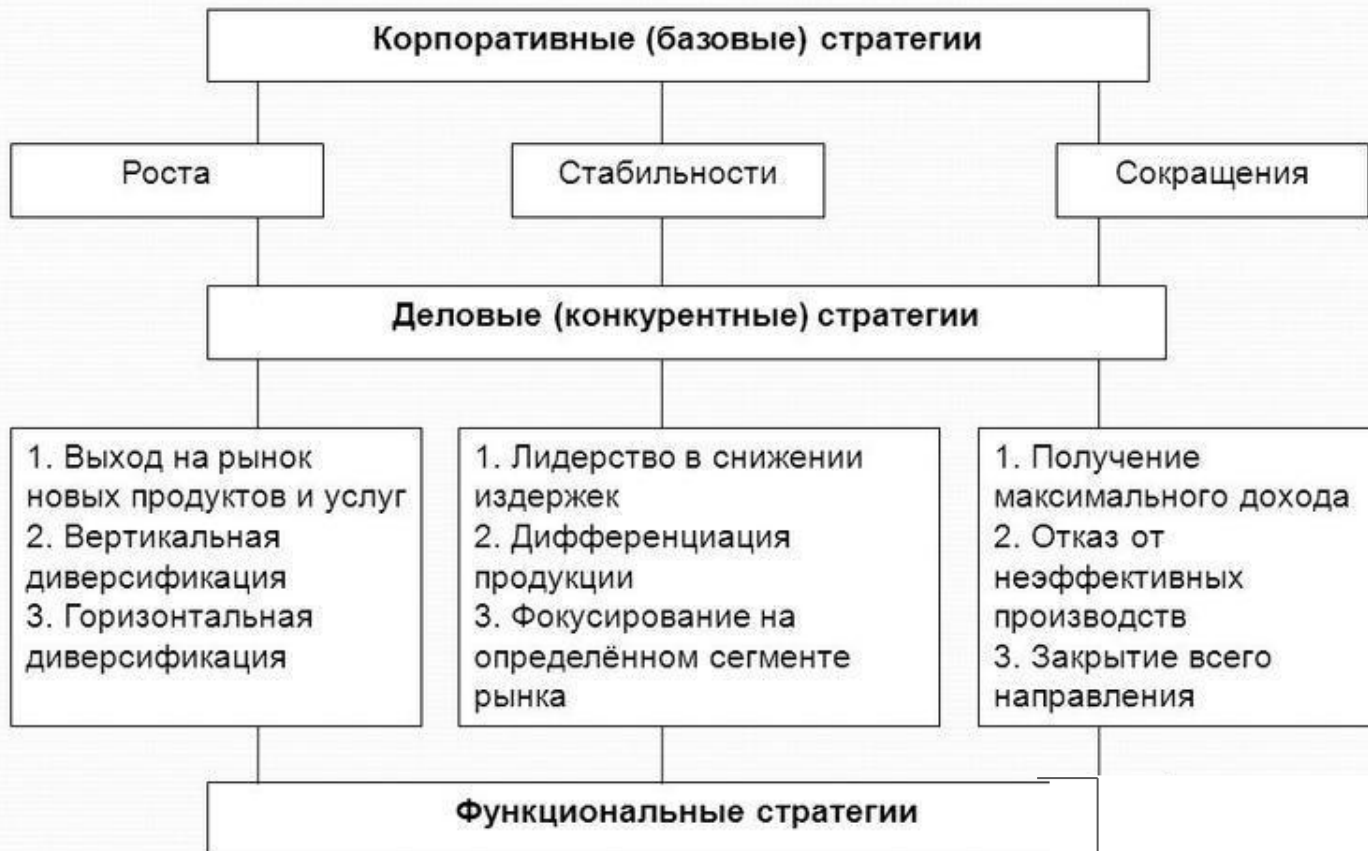 Корпоративные (базовые) стратегии
Роста
Стабильности
Сокращения
Деловые (конкурентные) стратегии
1. Выход на рынок
новых продуктов и услуг
2. Вертикальная
диверсификация
3. Горизонтальная
диверсификация
1. Лидерство в снижении
издержек
2. Дифференциация
продукции
3. Фокусирование на
определённом сегменте
рынка
1. Получение
максимального дохода
2. Отказ от
неэффективных
производств
3. Закрытие всего
направления
Функциональные стратегии